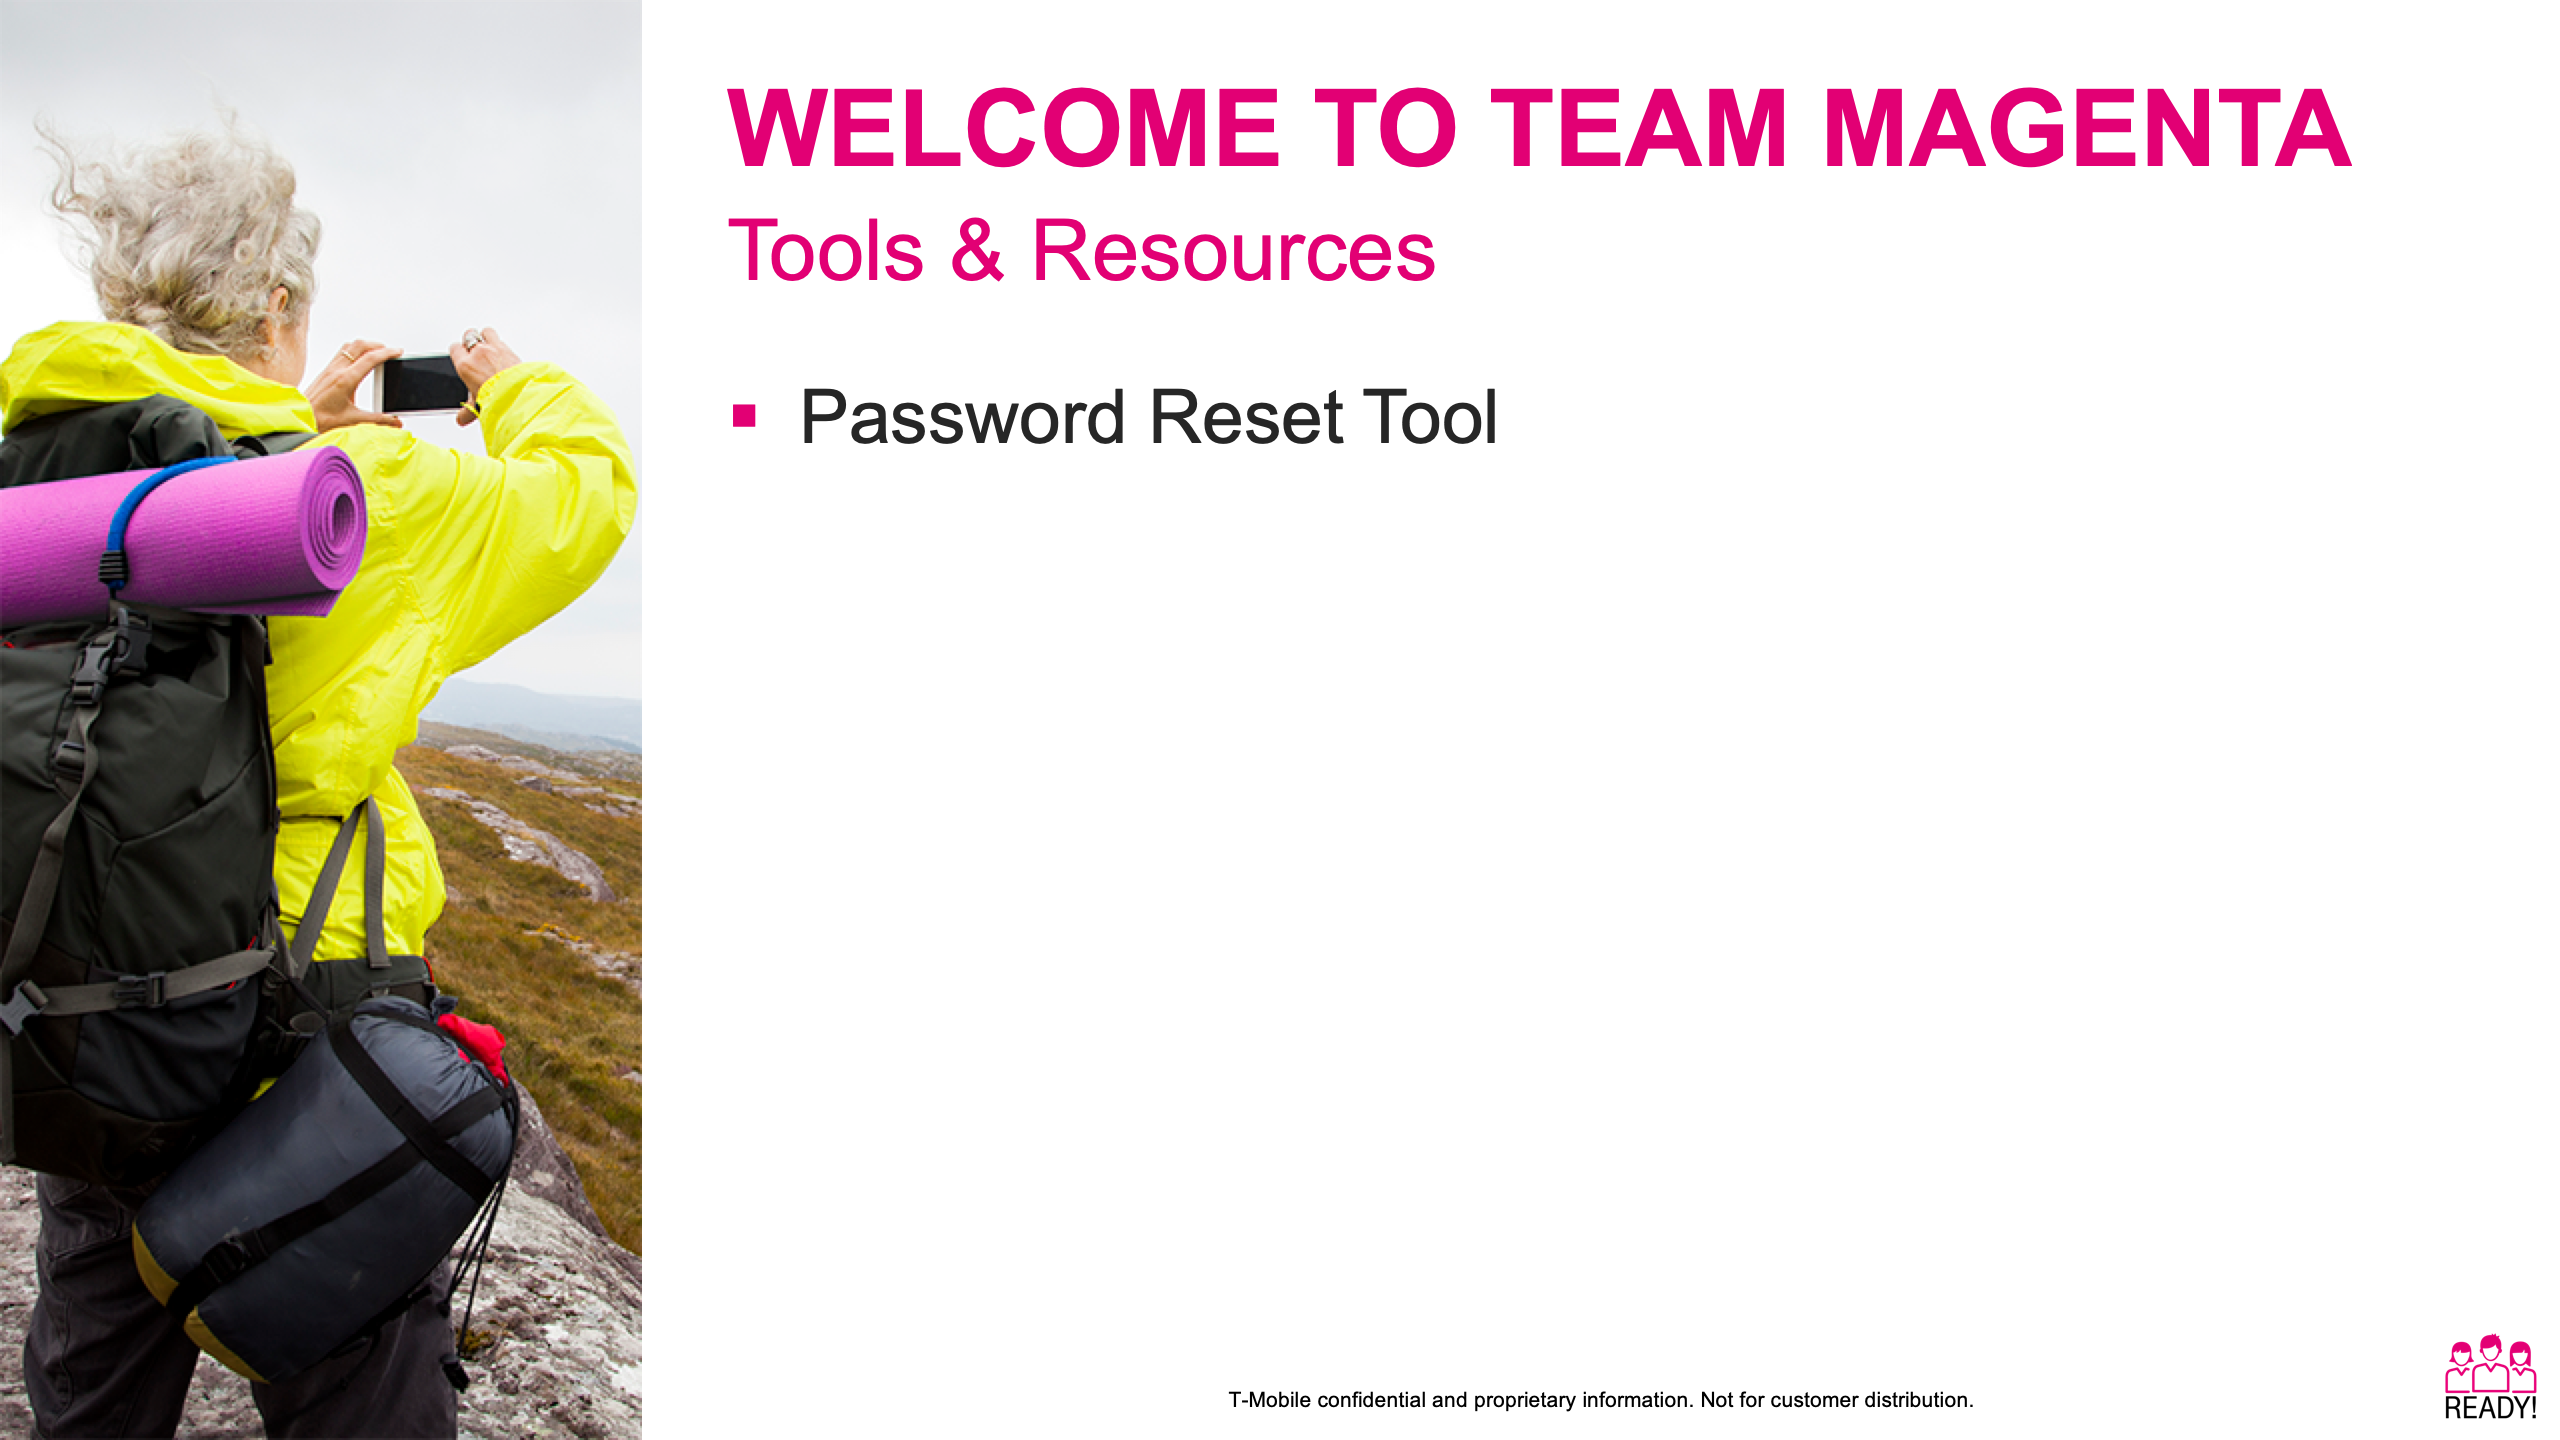 WELCOME TO TEAM MAGENTA
Tools & Resources
▪ Password Reset Tool
T-Mobile confidential and proprietary information. Not for customer distribution.
READY!